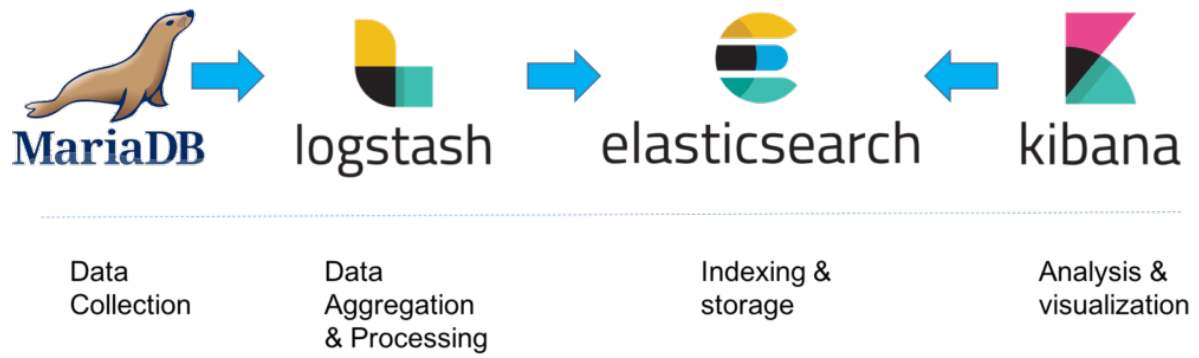 MariaDB
logstash
elasticsearch
kibana
Data
Collection
Data
Aggregation
& Processing
Indexing &
storage
Analysis &
visualization